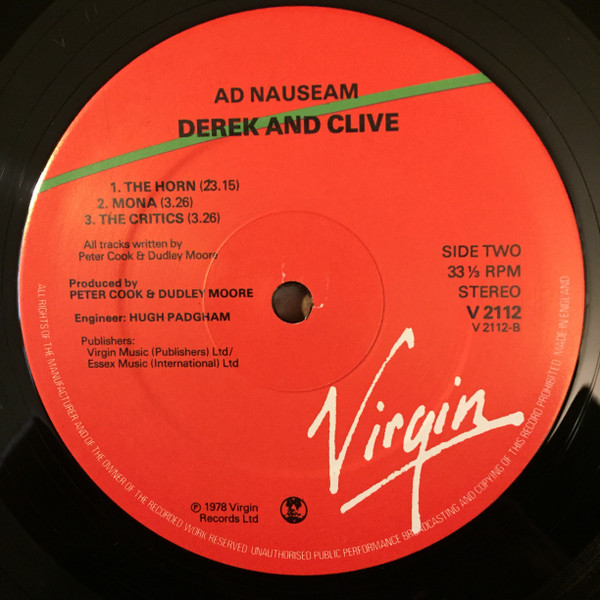 AD NAUSEAM
DEREK AND CLIVE
1. THE HORN (23.15)
2. MONA (3.26)
3. THE CRITICS (3.26)
All tracks written by
Peter Cook & Dudley Moore
Produced by
PETER COOK & DUDLEY MOORE
Engineer: HUGH PADGHAM
Publishers:
Virgin Music (Publishers) Ltd/
Essex Music (International) Ltd
SIDE TWO
33 ⅓ RPM
STEREO
V 2112
V 2112-B
Virgin
℗ 1978 Virgin
Records Ltd
ALL RIGHTS OF THE MANUFACTURER AND OF THE OWNER OF THE RECORDED WORK RESERVED. UNAUTHORISED PUBLIC PERFORMANCE BROADCASTING AND COPYING OF THIS RECORD PROHIBITED. MADE IN ENGLAND